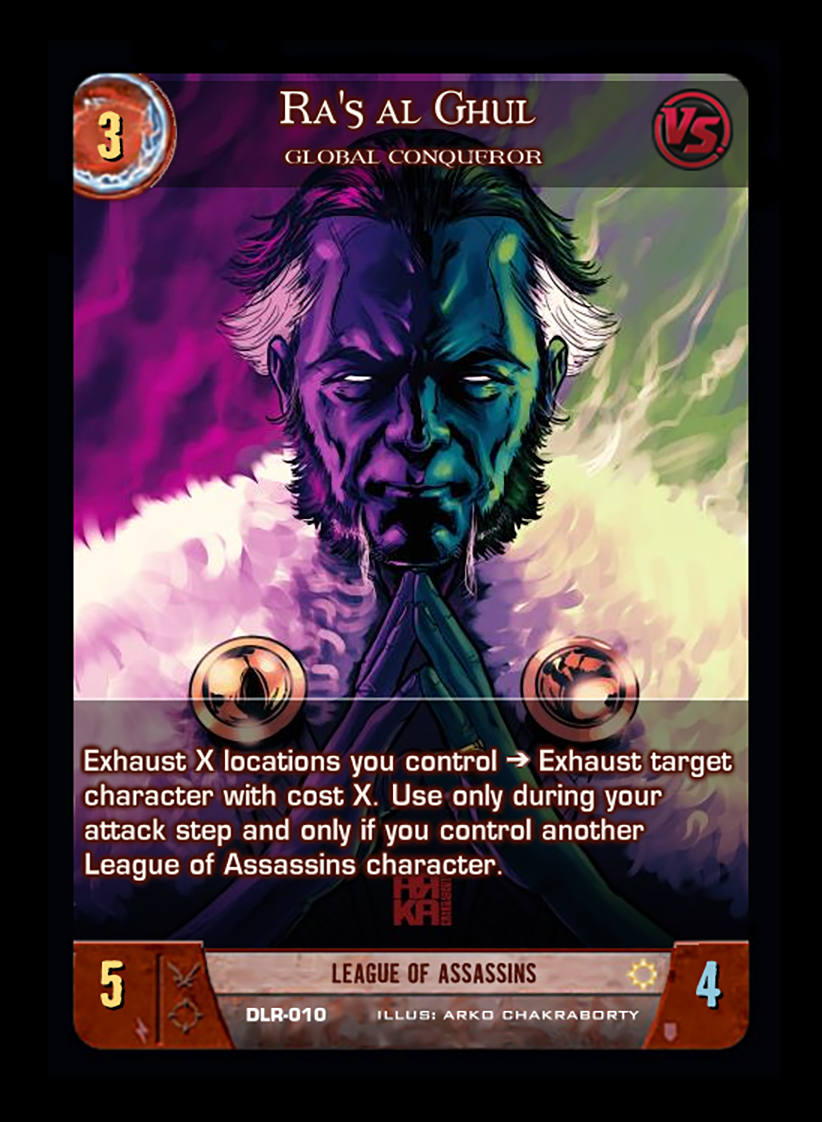 3
Ra's al Ghul
VS.
GLOBAL CONQUEROR
Exhaust X locations you control ➔ Exhaust target
character with cost X. Use only during your
attack step and only if you control another
League of Assassins character.
5
LEAGUE OF ASSASSINS
4
DLR-010 ILLUS: ARKO CHAKRABORTY